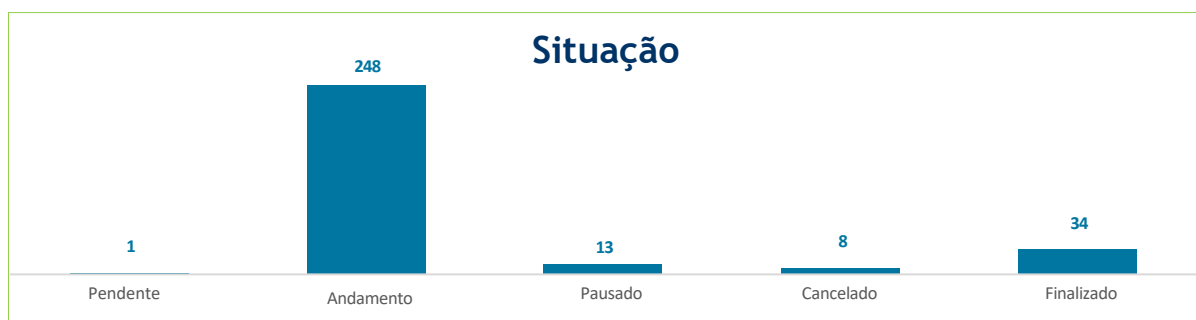 Situação
248
1
13
8
34
Pendente
Andamento
Pausado
Cancelado
Finalizado